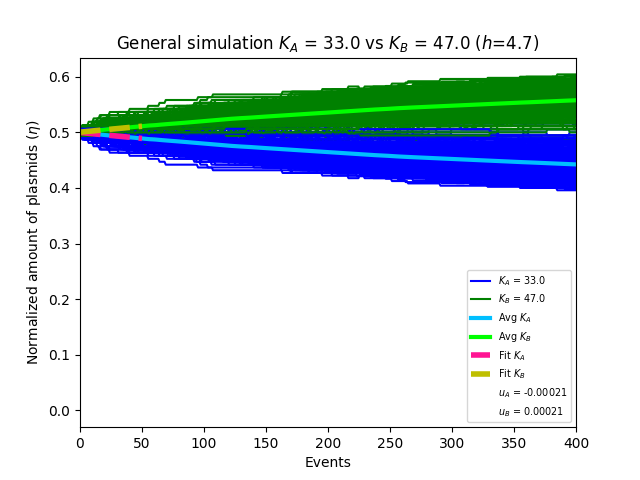 General simulation K_A = 33.0 vs K_B = 47.0 (h=4.7)
Normalized amount of plasmids (η)
0.6
0.5
0.4
0.3
0.2
0.1
0.0
K_A = 33.0
K_B = 47.0
Avg K_A
Avg K_B
Fit K_A
Fit K_B
u_A = -0.00021
u_B = 0.00021
0 50 100 150 200 250 300 350 400
Events